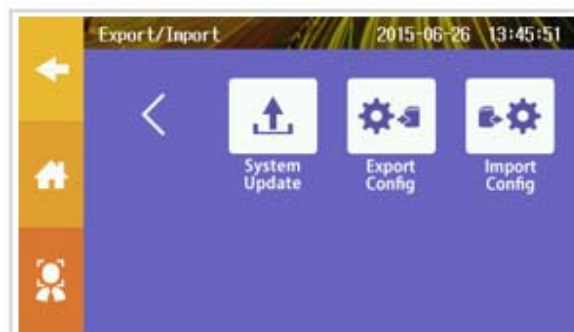 Export/Import 2015-06-26 13:45:51
System
Update
Export
Config
Import
Config